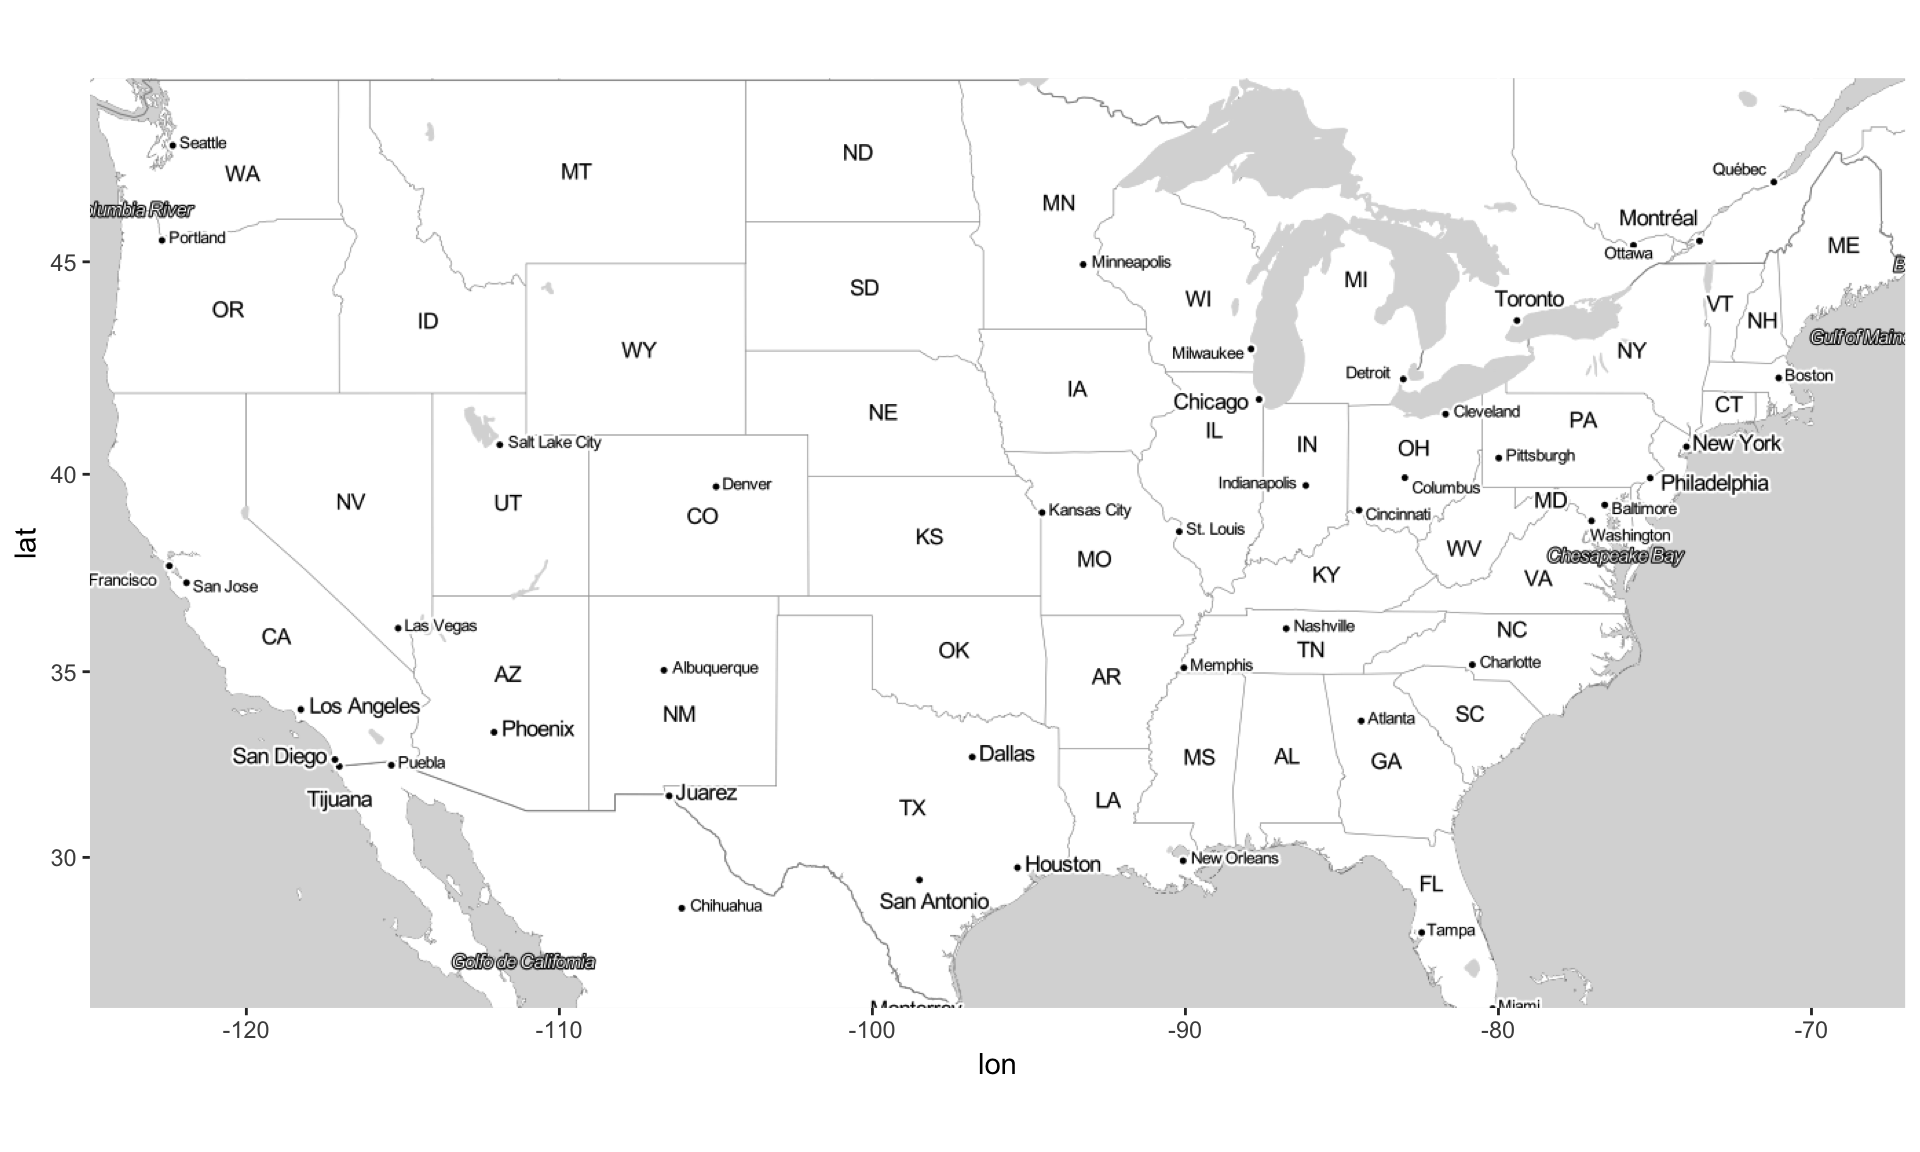 Seattle
WA
MT
ND
MN
Québec
Montréal
Ottawa
ME
olumbia River
Portland
Minneapolis
MI
VT
NH
Toronto
OR
ID
SD
WI
Gulf of Maine
WY
Milwaukee
NY
Detroit
Boston
IA
Chicago
Cleveland
CT
NE
IL
PA
New York
Salt Lake City
IN
OH
Pittsburgh
Philadelphia
NV
UT
Denver
CO
Indianapolis
Columbus
MD
Baltimore
Kansas City
St. Louis
Cincinnati
Washington
Chesapeake Bay
KS
MO
WV
VA
KY
Francisco
San Jose
CA
Las Vegas
Nashville
TN
NC
Charlotte
OK
AZ
Albuquerque
AR
Memphis
NM
SC
Los Angeles
Phoenix
Atlanta
GA
San Diego
Puebla
Dallas
MS
AL
Tijuana
Juarez
TX
LA
New Orleans
Houston
FL
San Antonio
Chihuahua
Tampa
Golfo de California
Monterrey
Miami
45
40
35
30
lat
-120
-110
-100
-90
-80
-70
lon